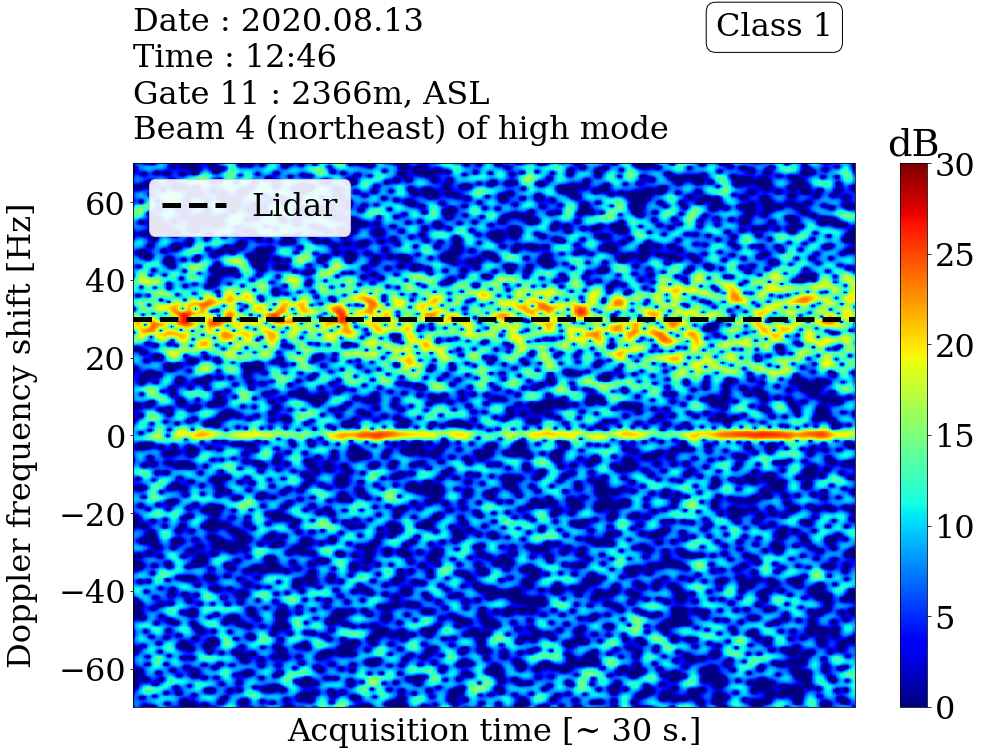 Date : 2020.08.13
Time : 12:46
Gate 11 : 2366m, ASL
Beam 4 (northeast) of high mode
Class 1
dB
Lidar
Doppler frequency shift [Hz]
60
40
20
0
−20
−40
−60
30
25
20
15
10
5
0
Acquisition time [~ 30 s.]